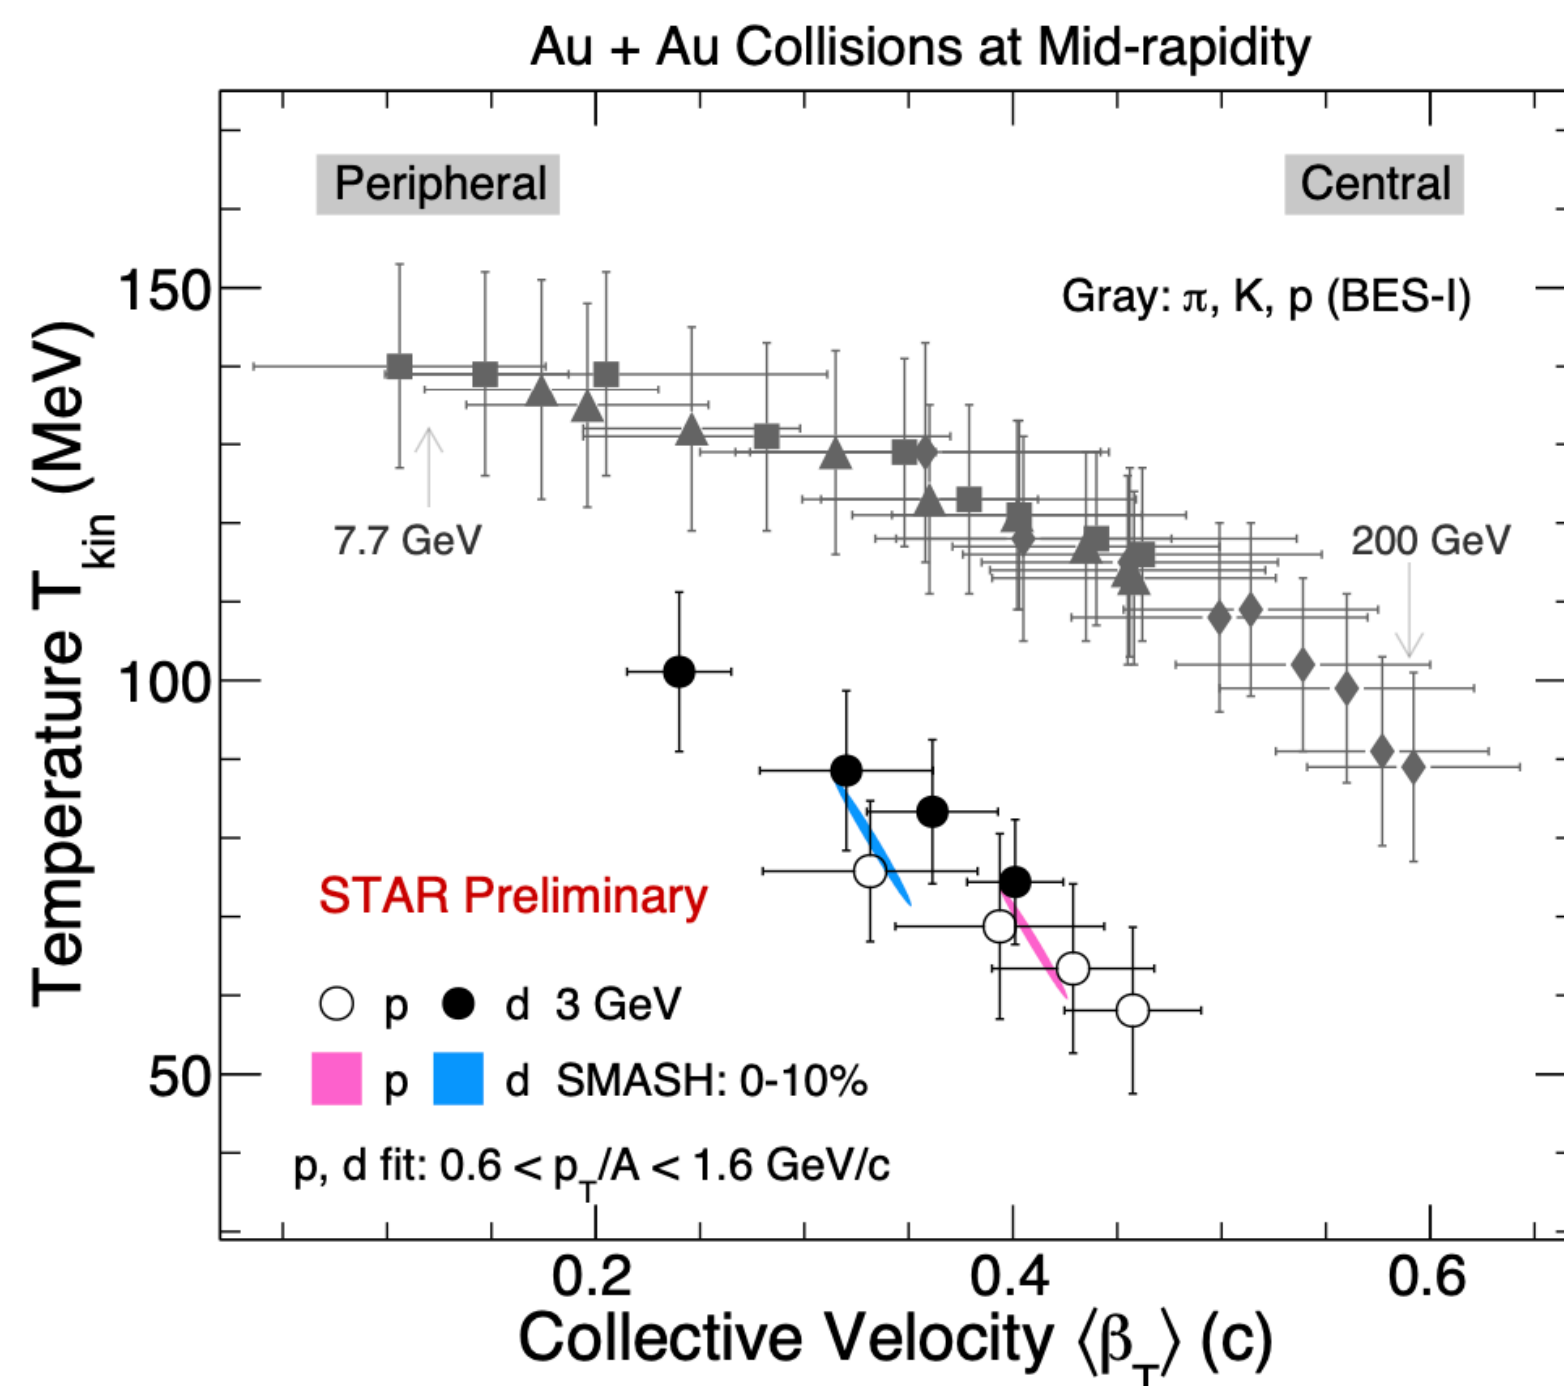 Au + Au Collisions at Mid-rapidity
Peripheral
Central
Gray: π, K, p (BES-I)
7.7 GeV
200 GeV
STAR Preliminary
p d 3 GeV
p d SMASH: 0-10%
p, d fit: 0.6 < p_T/A < 1.6 GeV/c
150
100
50
Temperature T_kin (MeV)
0.2 0.4 0.6
Collective Velocity ⟨β_T⟩ (c)